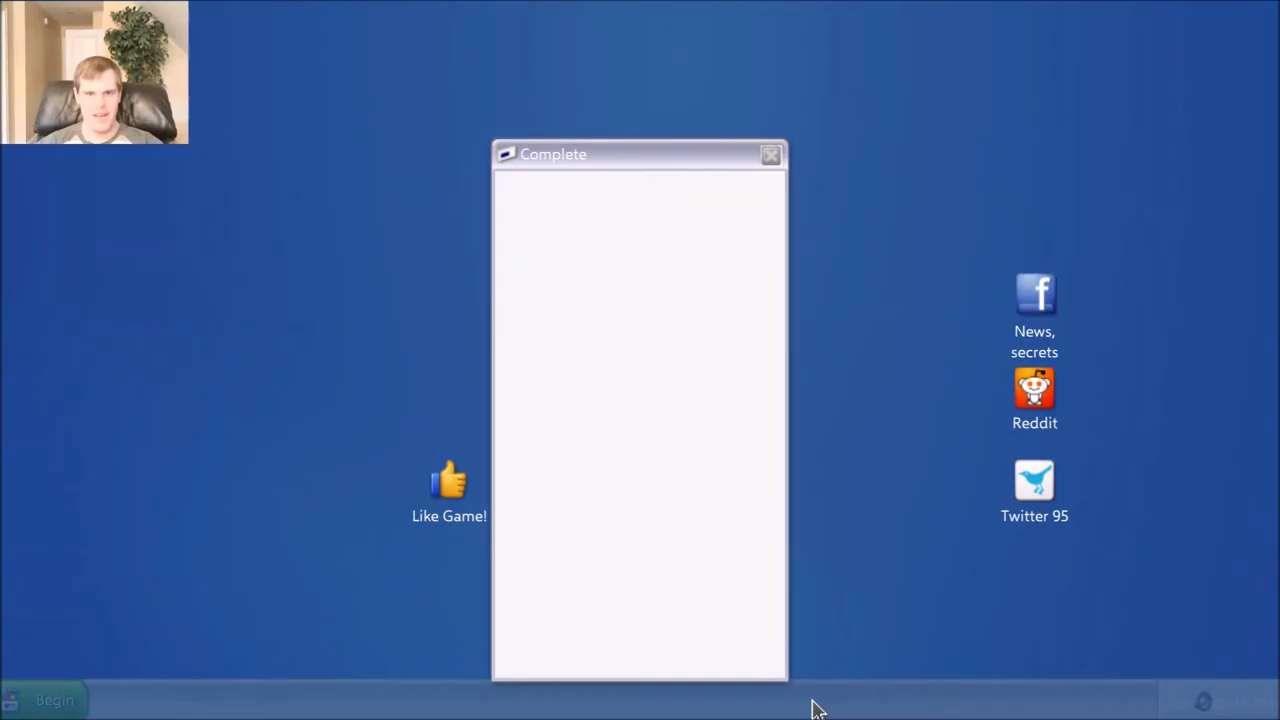 Complete
News,
secrets
Reddit
Like Game!
Twitter 95
Begin